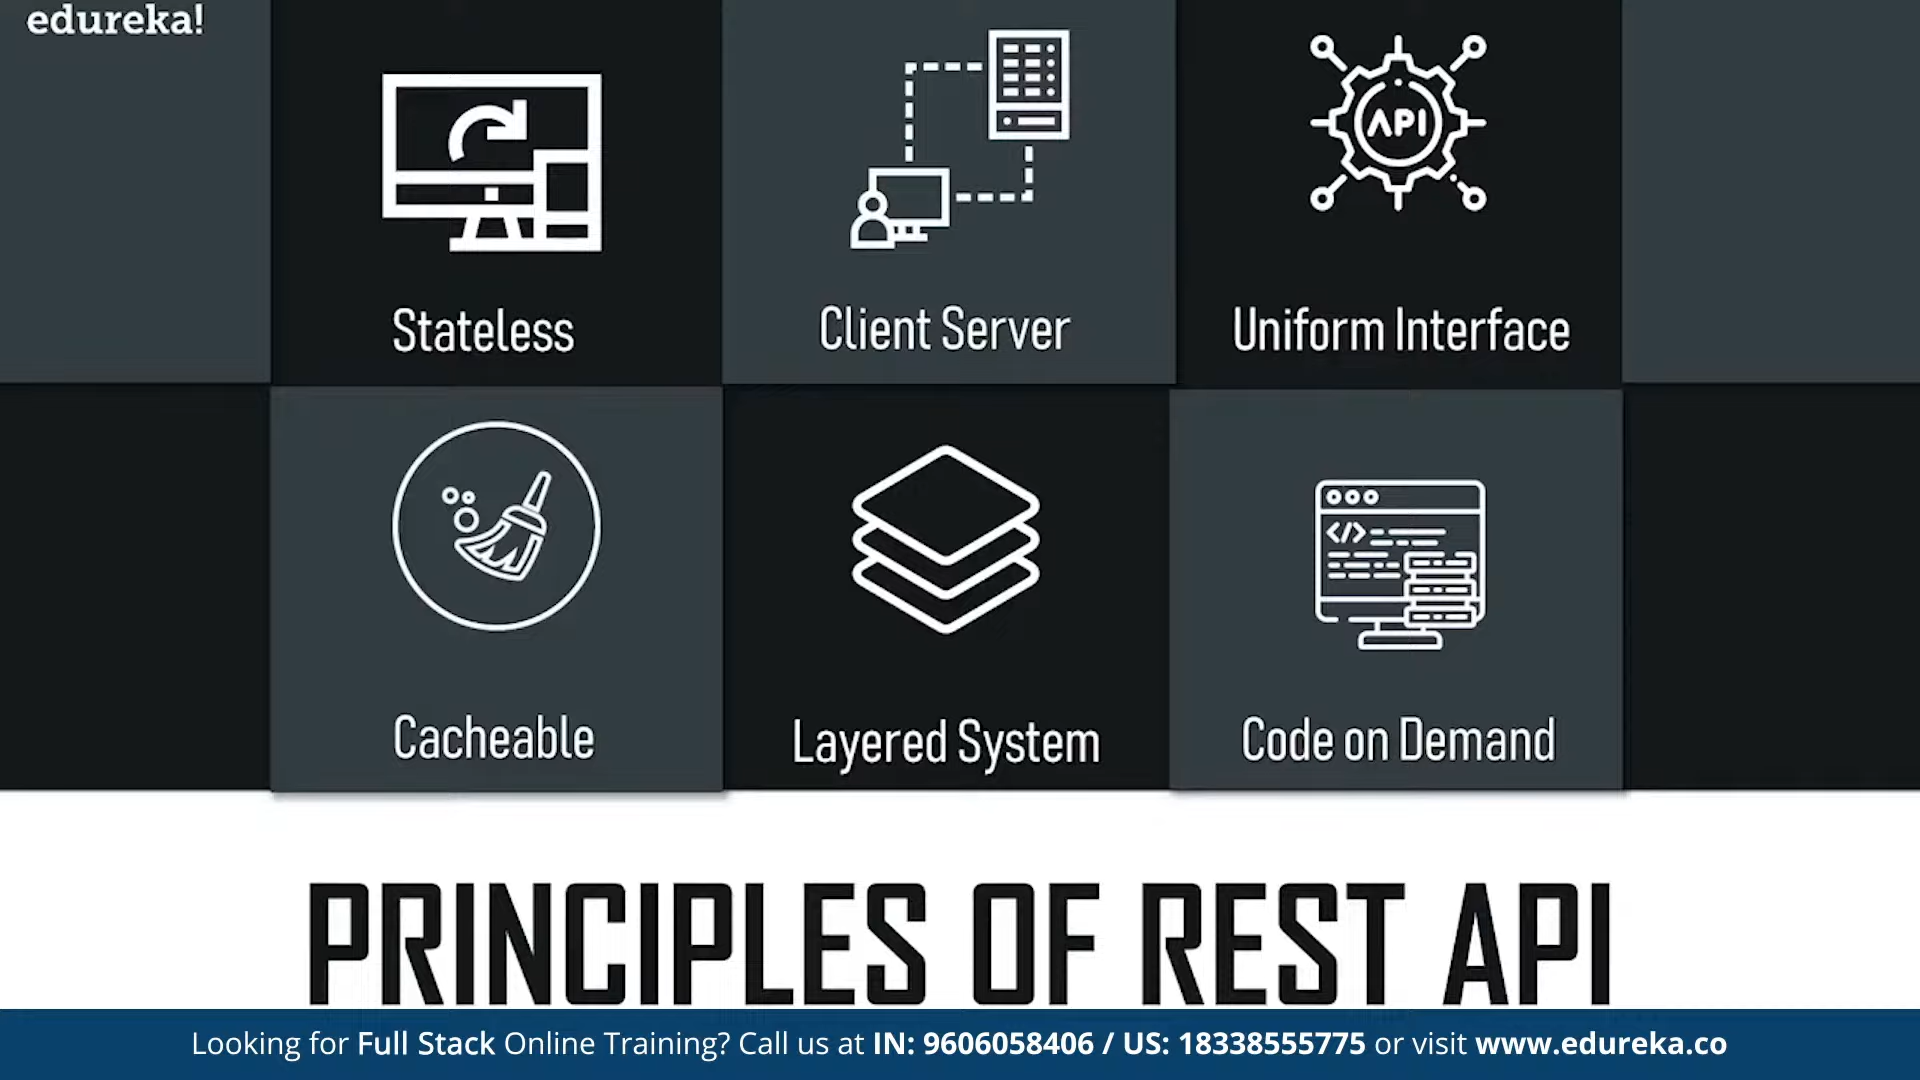 edureka!
API
Stateless
Client Server
Uniform Interface
</>
Cacheable
Layered System
Code on Demand
PRINCIPLES OF REST API
Looking for Full Stack Online Training? Call us at IN: 9606058406 / US: 18338555775 or visit www.edureka.co